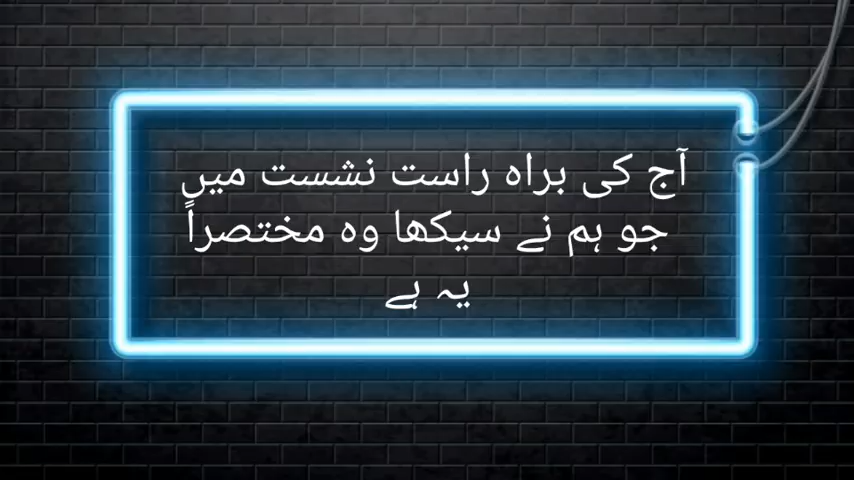 آج کی براہ راست نشست میں
جو ہم نے سیکھا وہ مختصراً
یہ ہے